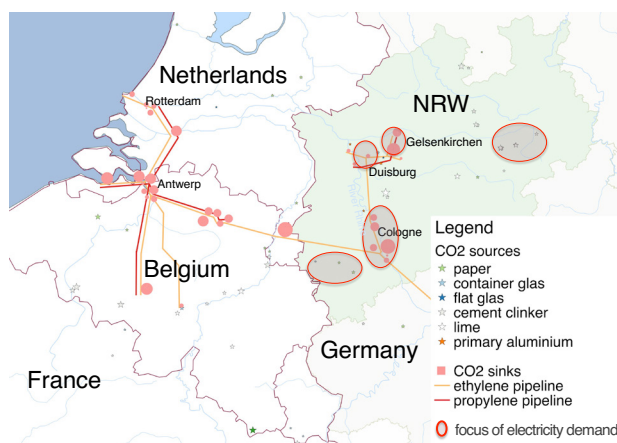 Netherlands
Rotterdam
NRW
Gelsenkirchen
Duisburg
Antwerp
Cologne
Belgium
Germany
France
Legend
CO2 sources
paper
container glas
flat glas
cement clinker
lime
primary aluminium
CO2 sinks
ethylene pipeline
propylene pipeline
focus of electricity demand